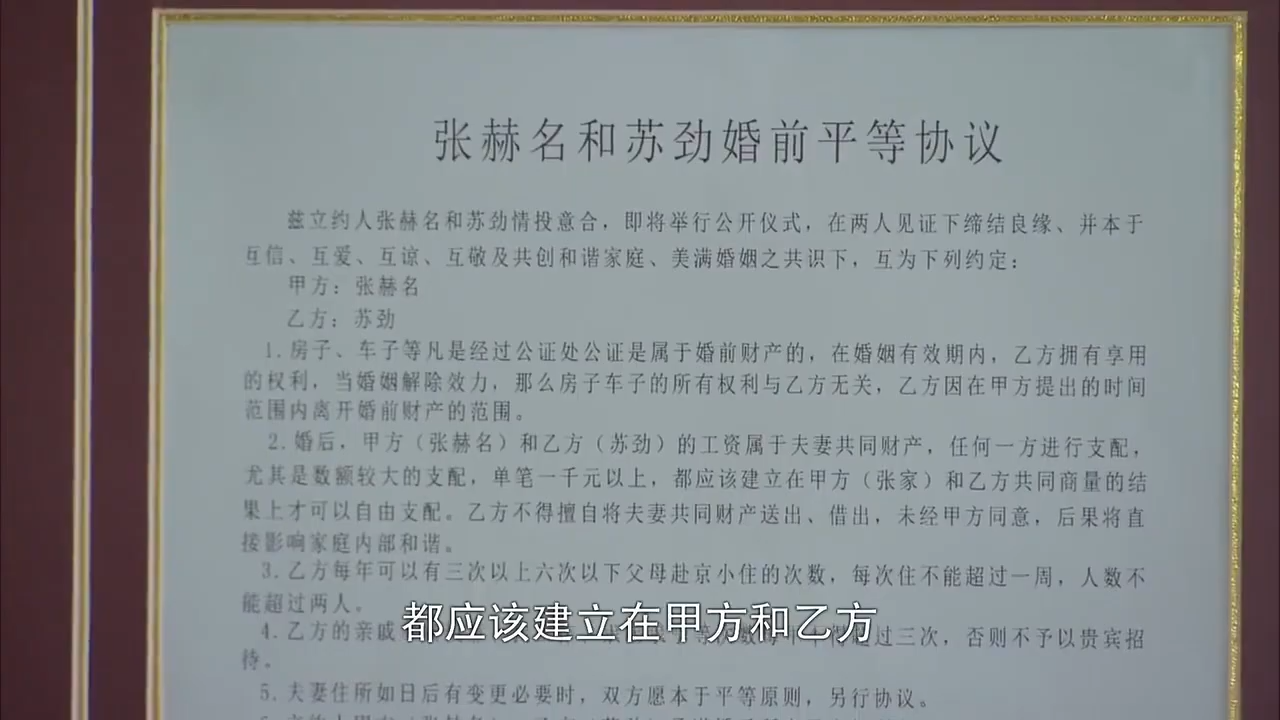 张赫名和苏劲婚前平等协议
兹立约人张赫名和苏劲情投意合，即将举行公开仪式，在两人见证下缔结良缘、并本于
互信、互爱、互谅、互敬及共创和谐家庭、美满婚姻之共识下，互为下列约定：
甲方：张赫名
乙方：苏劲
1.房子、车子等凡是经过公证处公证是属于婚前财产的，在婚姻有效期内，乙方拥有享用
的权利，当婚姻解除效力，那么房子车子的所有权利与乙方无关，乙方因在甲方提出的时间
范围内离开婚前财产的范围。
2.婚后，甲方（张赫名）和乙方（苏劲）的工资属于夫妻共同财产，任何一方进行支配，
尤其是数额较大的支配，单笔一千元以上，都应该建立在甲方（张家）和乙方共同商量的结
果上才可以自由支配。乙方不得擅自将夫妻共同财产送出、借出，未经甲方同意，后果将直
接影响家庭内部和谐。
3.乙方每年可以有三次以上六次以下父母赴京小住的次数，每次住不能超过一周，人数不
能超过两人。
都应该建立在甲方和乙方
4.乙方的亲戚 过三次，否则不予以贵宾招
待。
5.夫妻住所如日后有变更必要时，双方愿本于平等原则，另行协议。